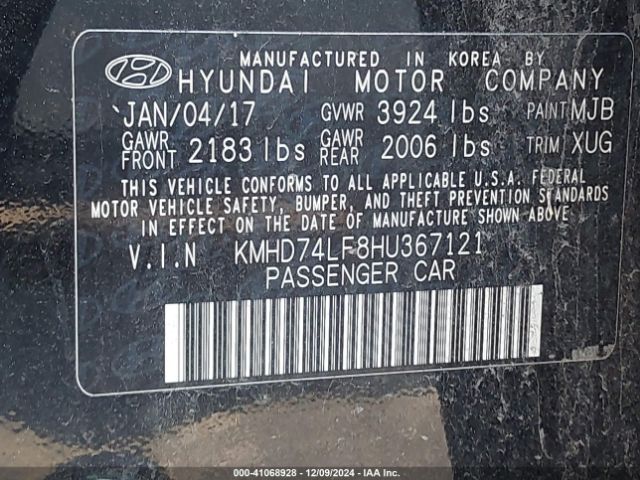 MANUFACTURED IN KOREA BY
HYUNDAI MOTOR COMPANY
JAN/04/17 GVWR 3924 lbs PAINT MJB
GAWR FRONT 2183 lbs GAWR REAR 2006 lbs TRIM XUG
THIS VEHICLE CONFORMS TO ALL APPLICABLE U.S.A. FEDERAL
MOTOR VEHICLE SAFETY, BUMPER, AND THEFT PREVENTION STANDARDS
IN EFFECT ON THE DATE OF MANUFACTURE SHOWN ABOVE.
V.I.N KMHD74LF8HU367121
PASSENGER CAR
000-41068928 - 12/09/2024 - IAA Inc.